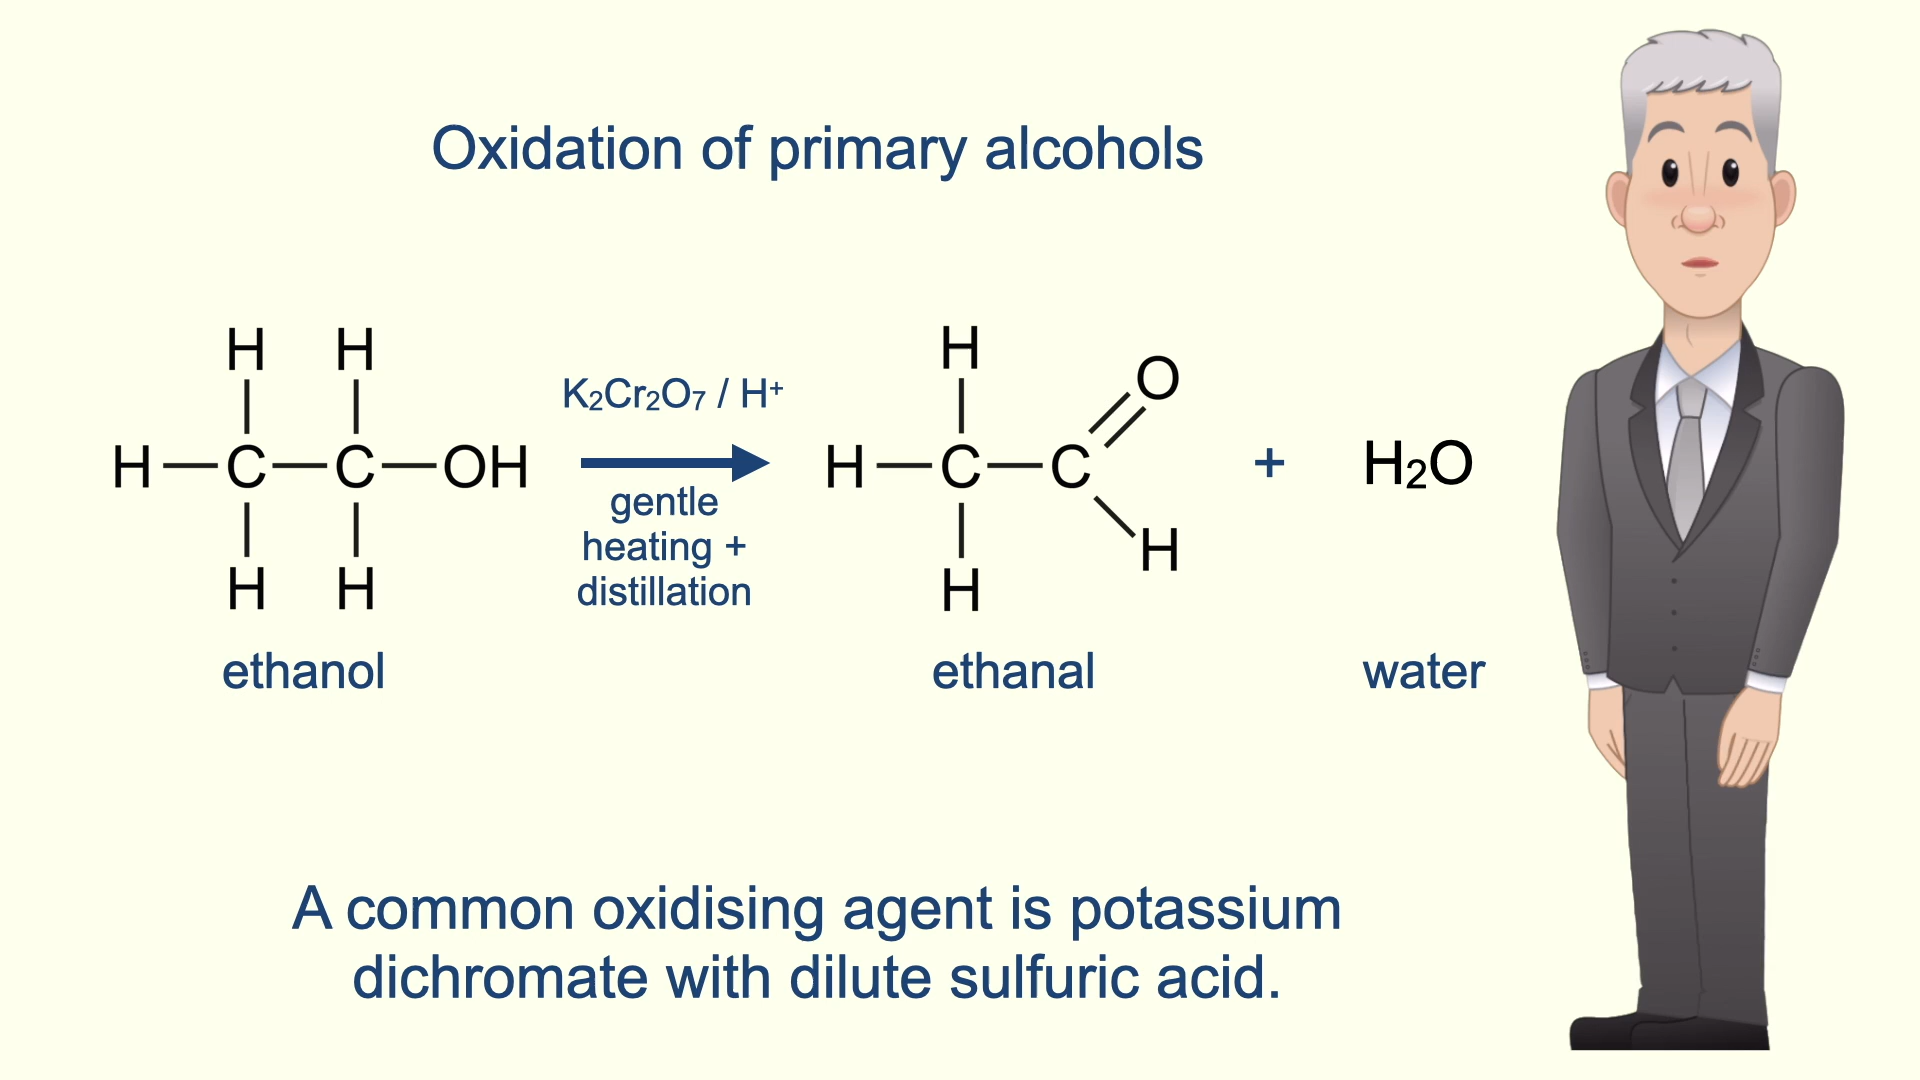 Oxidation of primary alcohols
H H H
K₂Cr₂O₇ / H⁺ O
H C C OH H C C + H₂O
gentle
heating + H
distillation
H H H
ethanol ethanal water
A common oxidising agent is potassium
dichromate with dilute sulfuric acid.